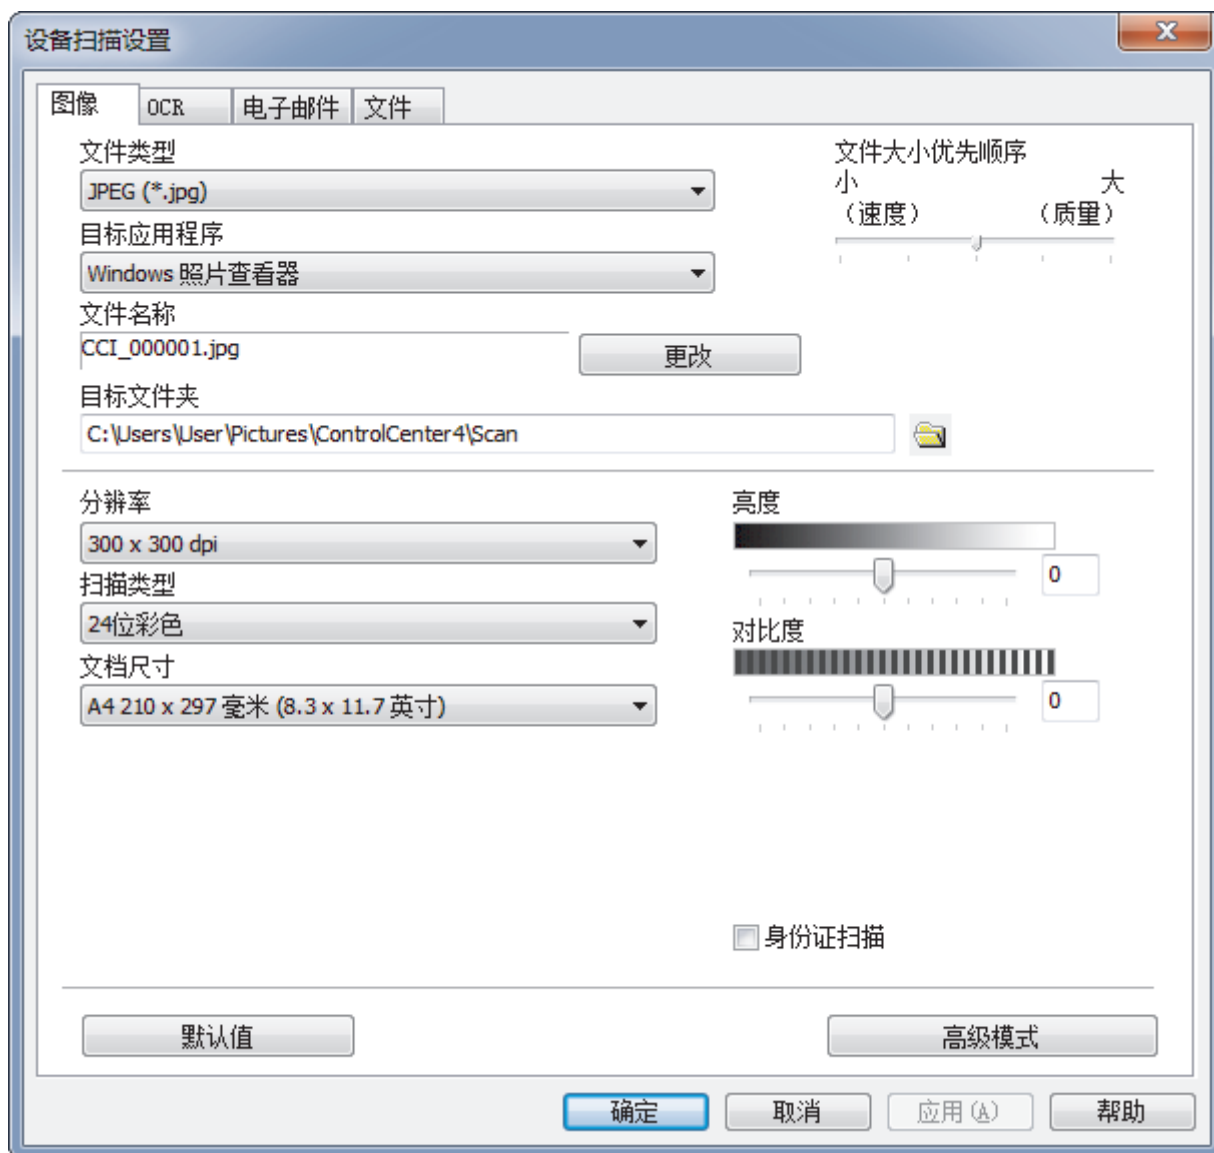 设备扫描设置
图像 OCR 电子邮件 文件
文件类型
JPEG (*.jpg)
目标应用程序
Windows 照片查看器
文件名称
CCI_000001.jpg
更改
目标文件夹
C:\Users\User\Pictures\ControlCenter4\Scan
文件大小优先顺序
小 大
（速度） （质量）
分辨率
300 x 300 dpi
扫描类型
24位彩色
文档尺寸
A4 210 x 297 毫米 (8.3 x 11.7 英寸)
亮度
0
对比度
0
身份证扫描
默认值
高级模式
确定 取消 应用(A) 帮助